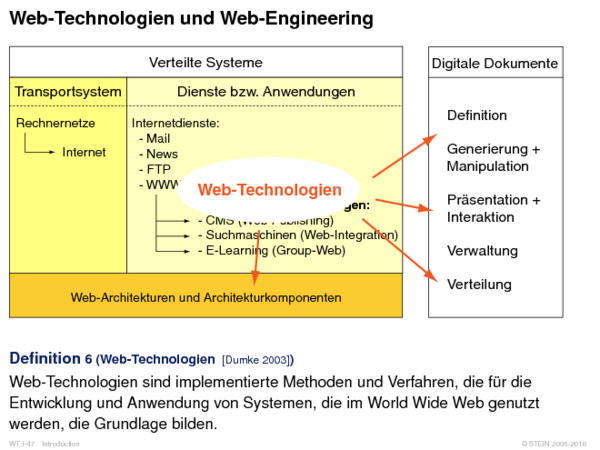 Web-Technologien und Web-Engineering
Verteilte Systeme
Digitale Dokumente
Transportsystem
Dienste bzw. Anwendungen
Rechnernetze
Internet
Internetdienste:
- Mail
- News
- FTP
- WWW
Web-Technologien
gen:
- CMS (Web-Publishing)
- Suchmaschinen (Web-Integration)
- E-Learning (Group-Web)
Web-Architekturen und Architekturkomponenten
Definition
Generierung +
Manipulation
Präsentation +
Interaktion
Verwaltung
Verteilung
Definition 6 (Web-Technologien [Dumke 2003])
Web-Technologien sind implementierte Methoden und Verfahren, die für die
Entwicklung und Anwendung von Systemen, die im World Wide Web genutzt
werden, die Grundlage bilden.
WT:I-47 Introduction
© STEIN 2005-2018